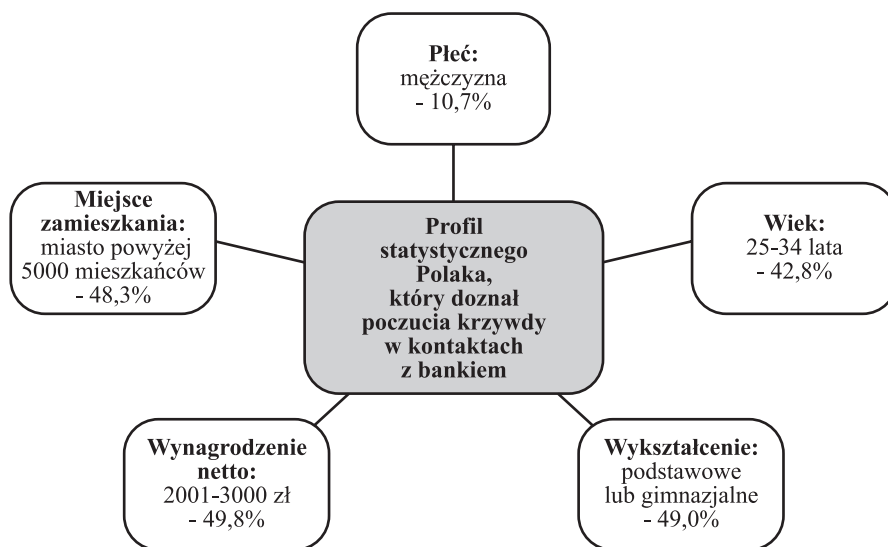 Płeć:
mężczyzna
- 10,7%
Miejsce
zamieszkania:
miasto powyżej
5000 mieszkańców
- 48,3%
Profil
statystycznego
Polaka,
który doznał
poczucia krzywdy
w kontaktach
z bankiem
Wiek:
25-34 lata
- 42,8%
Wynagrodzenie
netto:
2001-3000 zł
- 49,8%
Wykształcenie:
podstawowe
lub gimnazjalne
- 49,0%